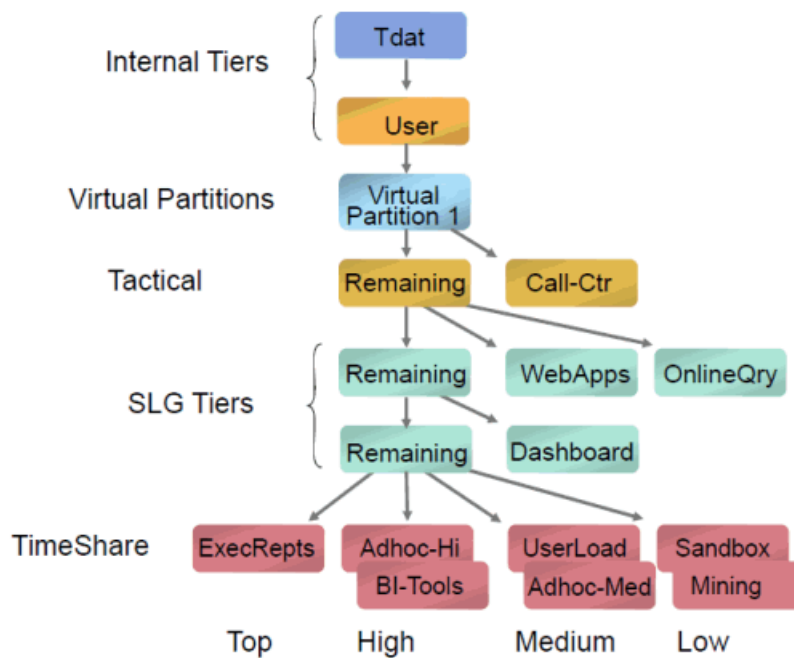 Internal Tiers
Tdat
User
Virtual Partitions
Virtual
Partition 1
Tactical
Remaining
Call-Ctr
SLG Tiers
Remaining
WebApps
OnlineQry
Remaining
Dashboard
TimeShare
ExecRepts
Adhoc-Hi
UserLoad
Sandbox
BI-Tools
Adhoc-Med
Mining
Top
High
Medium
Low